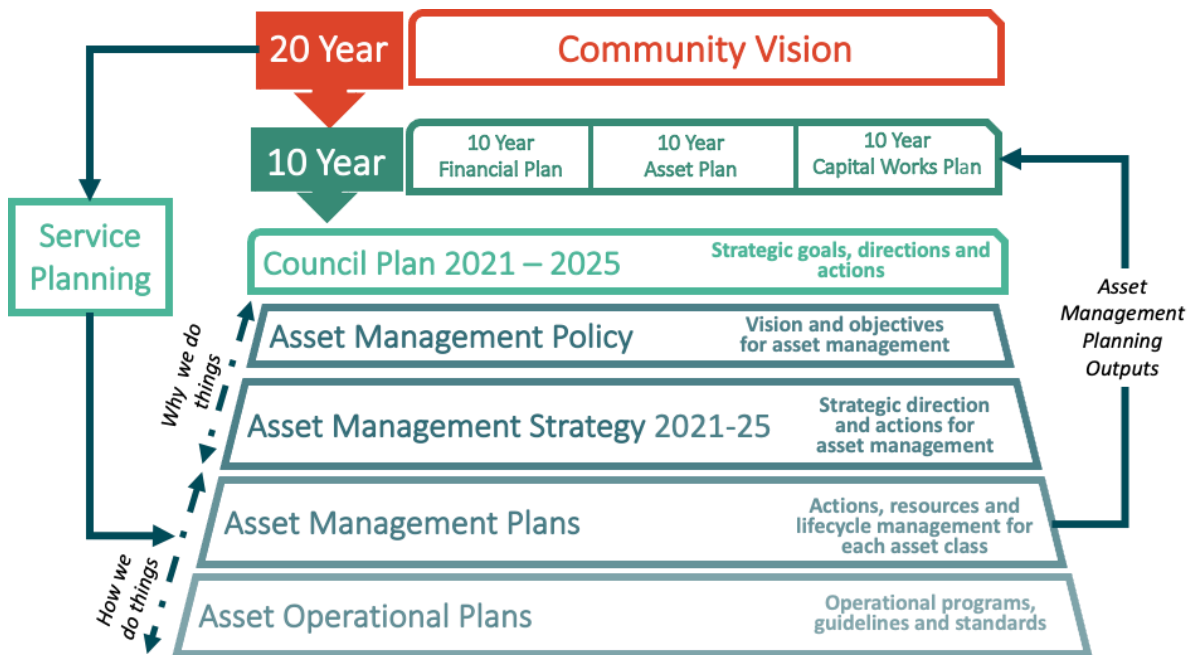 20 Year
Community Vision
10 Year
10 Year
Financial Plan
10 Year
Asset Plan
10 Year
Capital Works Plan
Service
Planning
Council Plan 2021 – 2025
Strategic goals, directions and
actions
Why we do
things
Asset Management Policy
Vision and objectives
for asset management
Asset Management Strategy 2021-25
Strategic direction
and actions for
asset management
Asset
Management
Planning
Outputs
How we
do things
Asset Management Plans
Actions, resources and
lifecycle management for
each asset class
Asset Operational Plans
Operational programs,
guidelines and standards